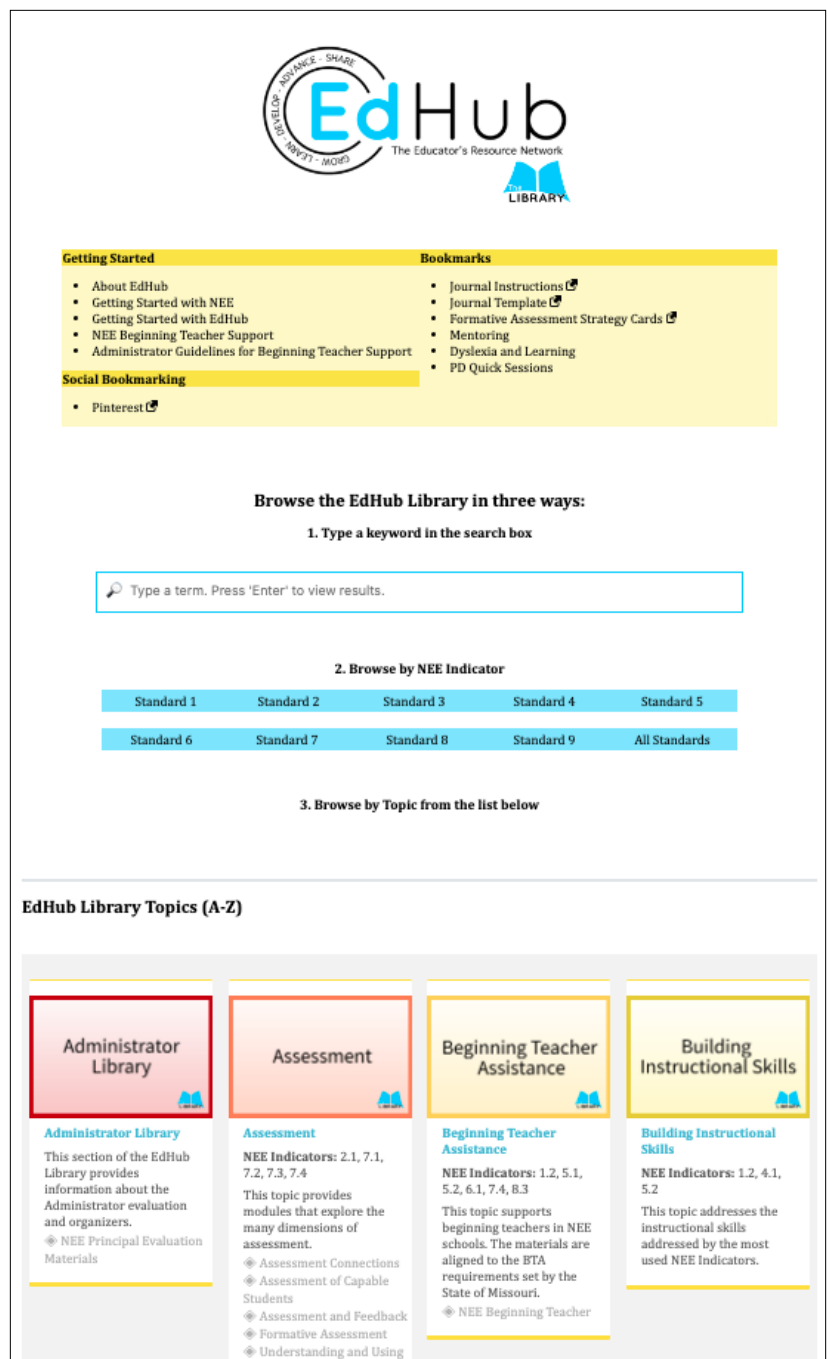 GROW - LEARN - DEVELOP - ADVANCE - SHARE
EdHub
The Educator's Resource Network
The
LIBRARY
Getting Started
About EdHub
Getting Started with NEE
Getting Started with EdHub
NEE Beginning Teacher Support
Administrator Guidelines for Beginning Teacher Support
Social Bookmarking
Pinterest
Bookmarks
Journal Instructions
Journal Template
Formative Assessment Strategy Cards
Mentoring
Dyslexia and Learning
PD Quick Sessions
Browse the EdHub Library in three ways:
1. Type a keyword in the search box
Type a term. Press 'Enter' to view results.
2. Browse by NEE Indicator
Standard 1 Standard 2 Standard 3 Standard 4 Standard 5
Standard 6 Standard 7 Standard 8 Standard 9 All Standards
3. Browse by Topic from the list below
EdHub Library Topics (A-Z)
Administrator
Library
Administrator Library
This section of the EdHub
Library provides
information about the
Administrator evaluation
and organizers.
NEE Principal Evaluation
Materials
Assessment
Assessment
NEE Indicators: 2.1, 7.1,
7.2, 7.3, 7.4
This topic provides
modules that explore the
many dimensions of
assessment.
Assessment Connections
Assessment of Capable
Students
Assessment and Feedback
Formative Assessment
Understanding and Using
Beginning Teacher
Assistance
Beginning Teacher
Assistance
NEE Indicators: 1.2, 5.1,
5.2, 6.1, 7.4, 8.3
This topic supports
beginning teachers in NEE
schools. The materials are
aligned to the BTA
requirements set by the
State of Missouri.
NEE Beginning Teacher
Building
Instructional Skills
Building Instructional
Skills
NEE Indicators: 1.2, 4.1,
5.2
This topic addresses the
instructional skills
addressed by the most
used NEE Indicators.